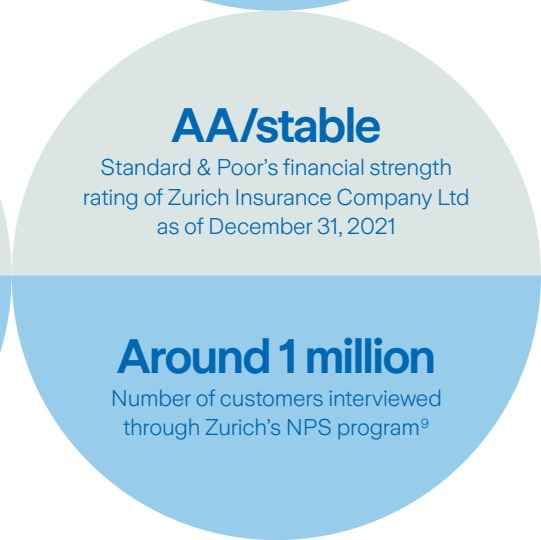 AA/stable
Standard & Poor’s financial strength
rating of Zurich Insurance Company Ltd
as of December 31, 2021
Around 1 million
Number of customers interviewed
through Zurich’s NPS program⁹